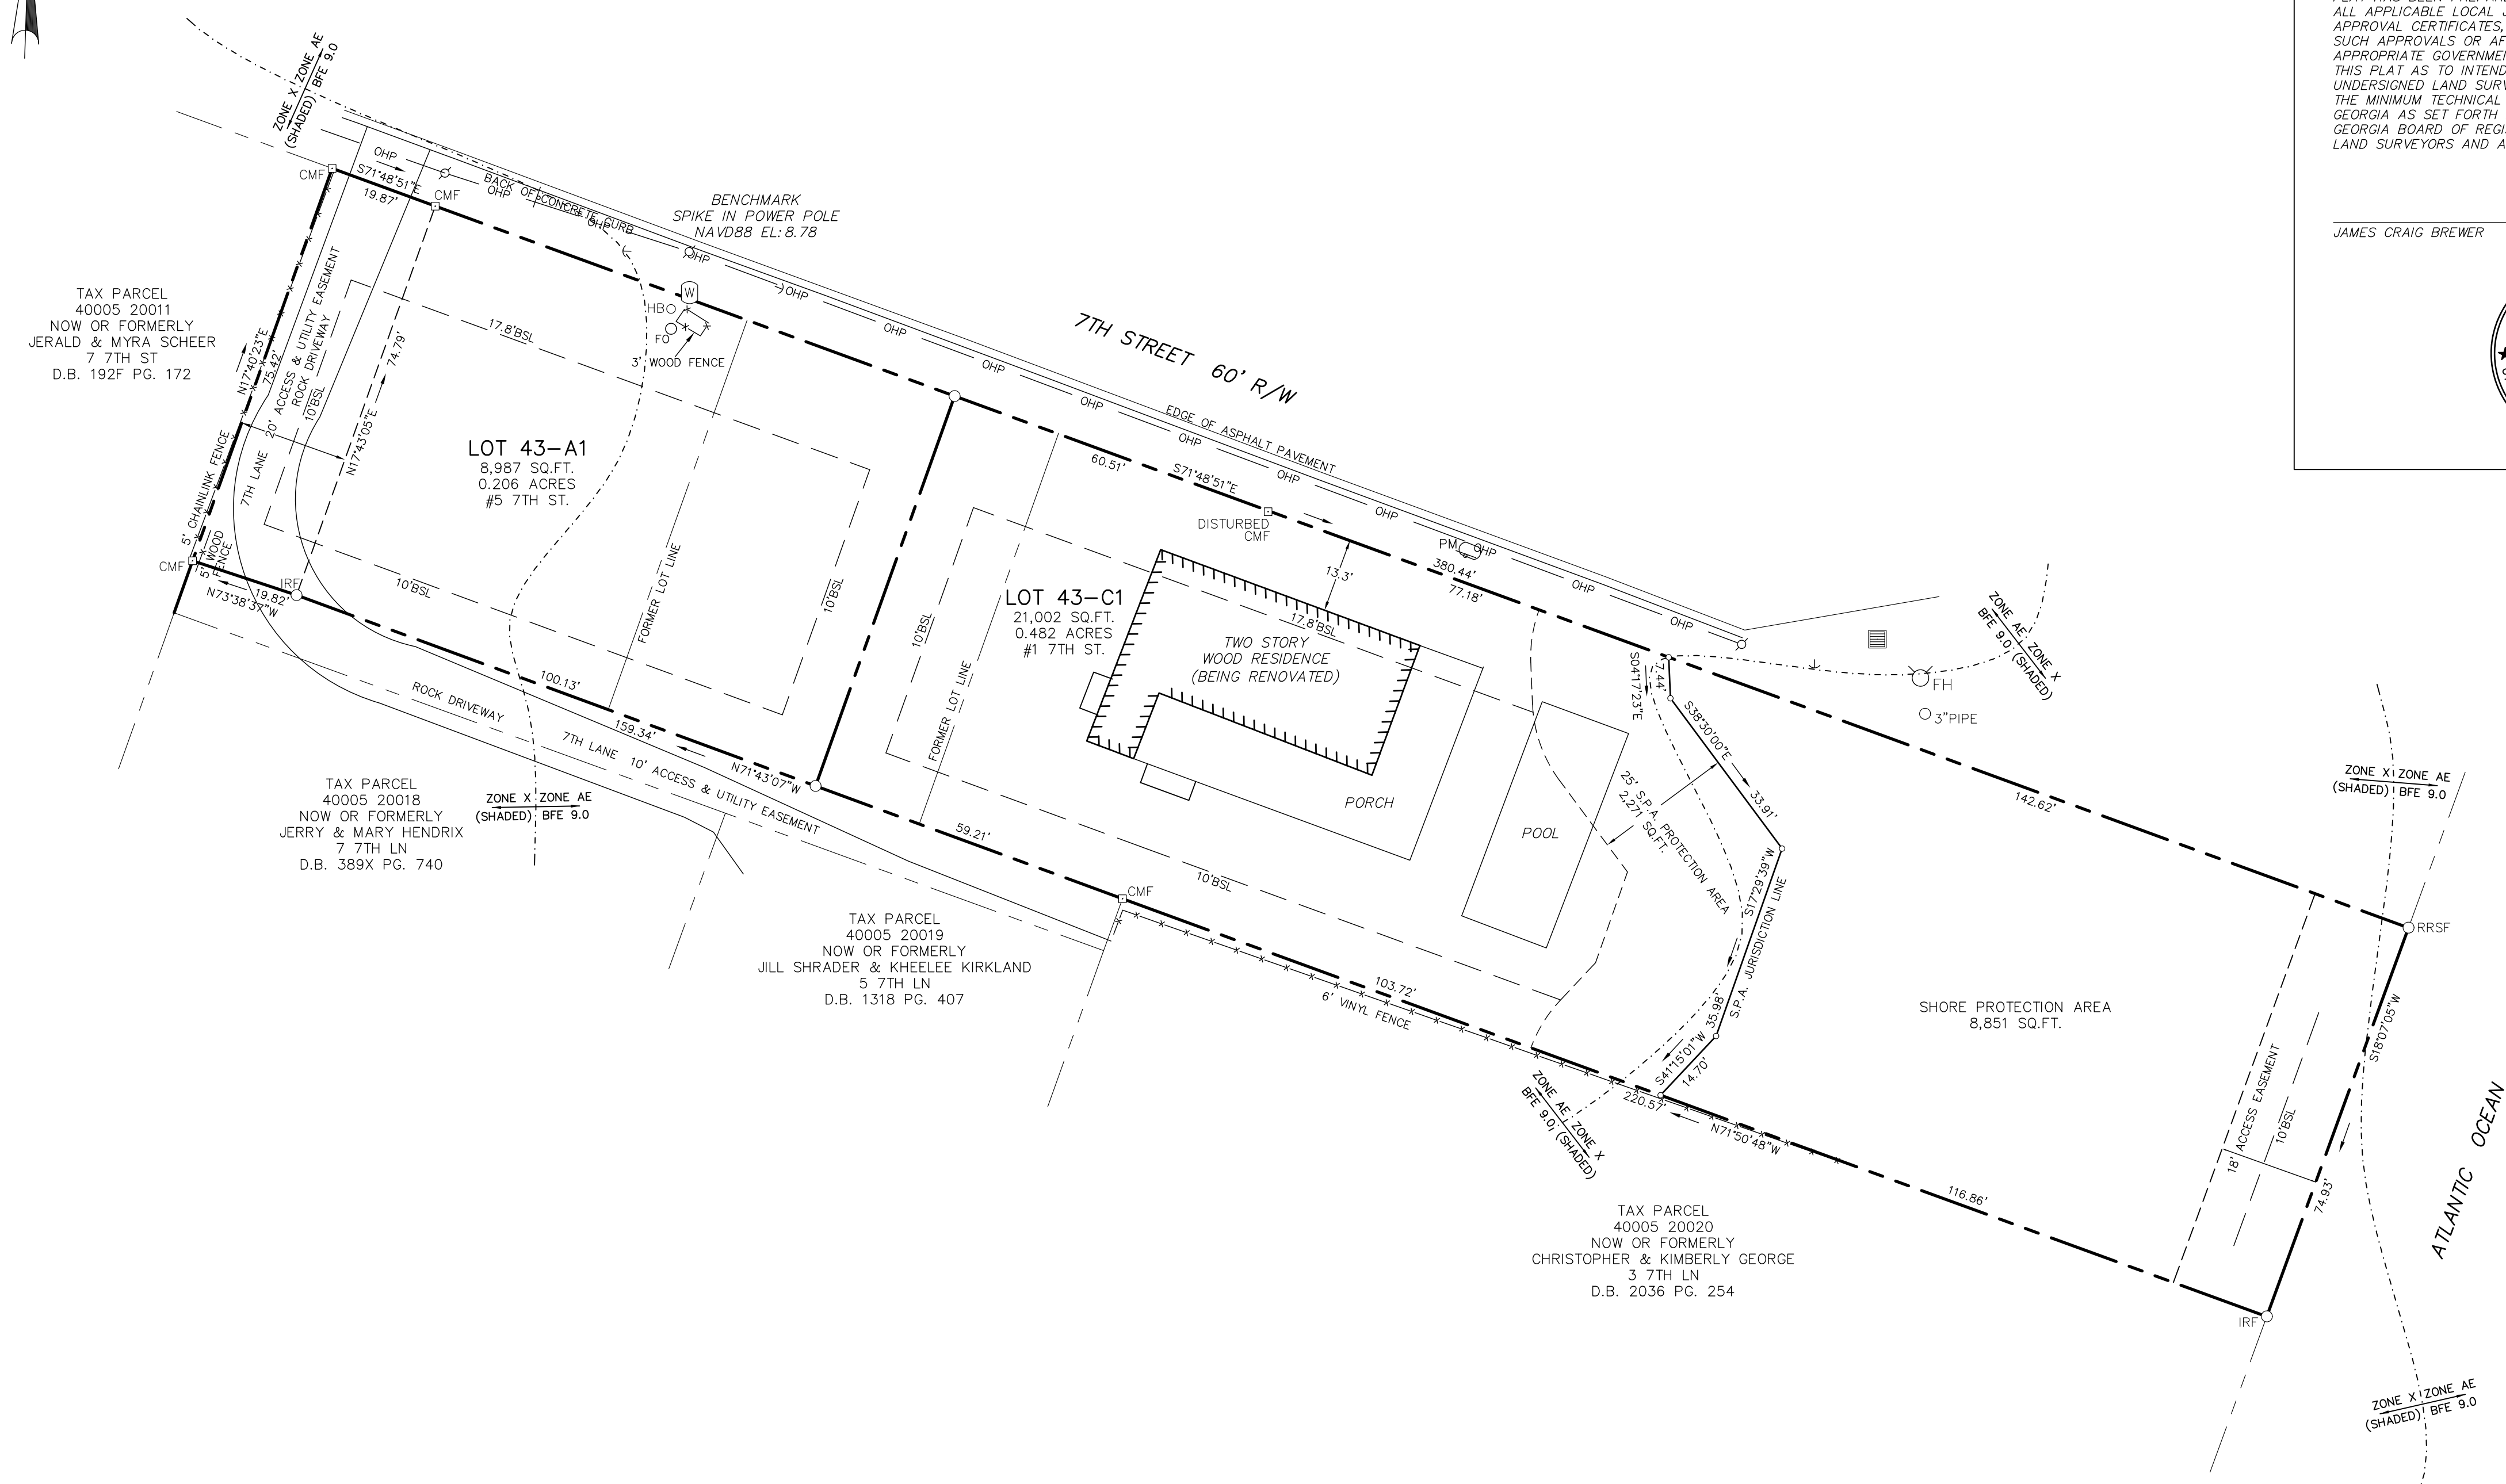 ALL APPLICABLE LOCAL
APPROVAL CERTIFICATES,
SUCH APPROVALS OR
APPROPRIATE
THIS PLAT AS TO
UNDERSIGNED LAND
THE MINIMUM TECHNICAL
GEORGIA AS SET FORTH
GEORGIA BOARD OF
LAND SURVEYORS AND
JAMES CRAIG BREWER
ZONE X ZONE AE
(SHADED) BFE 9.0
CMF
OHP
S71°48'51"E
19.87'
CMF
OHP
BACK OF CONCRETE CURB
OHP
BENCHMARK
SPIKE IN POWER POLE
NAVD88 EL:8.78
OHP
OHP
OHP
OHP
OHP
OHP
OHP
OHP
OHP
OHP
OHP
7TH STREET 60' R/W
EDGE OF ASPHALT PAVEMENT
TAX PARCEL
40005 20011
NOW OR FORMERLY
JERALD & MYRA SCHEER
7 7TH ST
D.B. 192F PG. 172
N17°40'23"E
75.42'
7TH LANE 20' ACCESS & UTILITY EASEMENT
ROCK DRIVEWAY
10'BSL
74.79'
N17°43'05"E
5' CHAINLINK FENCE
5' WOOD
FENCE
CMF
IRF
19.82'
N73°38'37"W
17.8'BSL
W
HB
FO
3' WOOD FENCE
LOT 43-A1
8,987 SQ.FT.
0.206 ACRES
#5 7TH ST.
10'BSL
FORMER LOT LINE
10'BSL
100.13'
159.34'
N71°43'07"W
ROCK DRIVEWAY
7TH LANE 10' ACCESS & UTILITY EASEMENT
60.51'
S71°48'51"E
DISTURBED
CMF
PM
380.44'
77.18'
13.3'
10'BSL
FORMER LOT LINE
LOT 43-C1
21,002 SQ.FT.
0.482 ACRES
#1 7TH ST.
17.8'BSL
TWO STORY
WOOD RESIDENCE
(BEING RENOVATED)
PORCH
POOL
S04°17'23"E
7.44'
S38°30'00"E
33.91'
25' S.P.A. PROTECTION AREA
2,271 SQ.FT.
S17°29'39"W
35.98'
S.P.A. JURISDICTION LINE
S41°15'01"W
14.70'
FH
3"PIPE
ZONE AE ZONE X
BFE 9.0 (SHADED)
ZONE X ZONE AE
(SHADED) BFE 9.0
142.62'
RRSF
TAX PARCEL
40005 20018
NOW OR FORMERLY
JERRY & MARY HENDRIX
7 7TH LN
D.B. 389X PG. 740
ZONE X ZONE AE
(SHADED) BFE 9.0
59.21'
CMF
10'BSL
TAX PARCEL
40005 20019
NOW OR FORMERLY
JILL SHRADER & KHEELEE KIRKLAND
5 7TH LN
D.B. 1318 PG. 407
103.72'
6' VINYL FENCE
220.57'
N71°50'48"W
ZONE AE ZONE X
BFE 9.0 (SHADED)
SHORE PROTECTION AREA
8,851 SQ.FT.
S18°07'05"W
74.93'
18' ACCESS EASEMENT
10'BSL
116.86'
ATLANTIC OCEAN
TAX PARCEL
40005 20020
NOW OR FORMERLY
CHRISTOPHER & KIMBERLY GEORGE
3 7TH LN
D.B. 2036 PG. 254
IRF
ZONE X ZONE AE
(SHADED) BFE 9.0